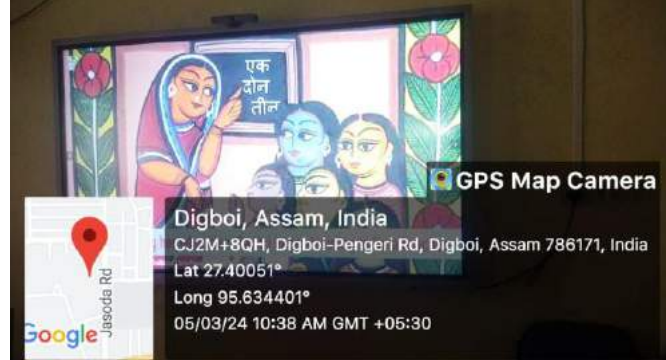 एक
दोन
तीन
GPS Map Camera
Digboi, Assam, India
CJ2M+8QH, Digboi-Pengeri Rd, Digboi, Assam 786171, India
Lat 27.40051°
Long 95.634401°
05/03/24 10:38 AM GMT +05:30
Jasoda Rd
Google